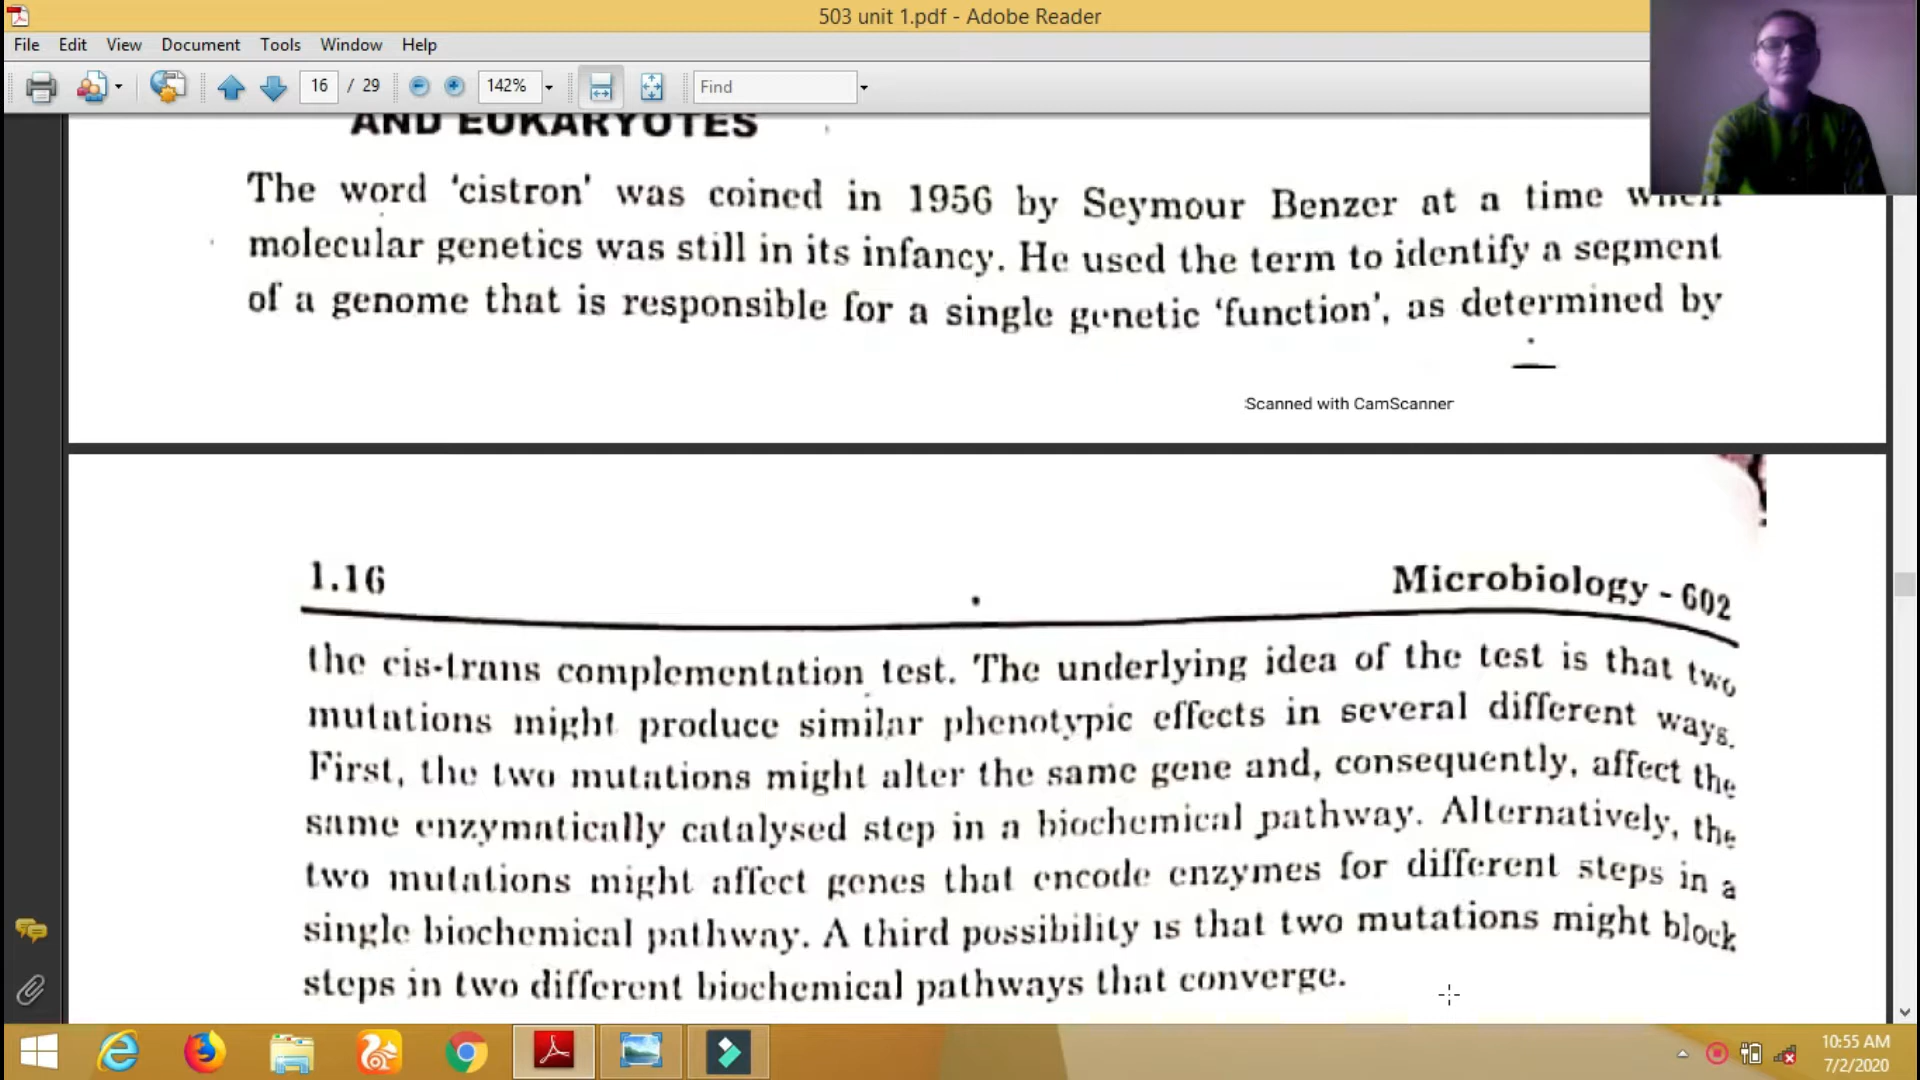 503 unit 1.pdf - Adobe Reader
File Edit View Document Tools Window Help
16 / 29 142% Find
AND EUKARYOTES
The word ‘cistron’ was coined in 1956 by Seymour Benzer at a time when
molecular genetics was still in its infancy. He used the term to identify a segment
of a genome that is responsible for a single genetic ‘function’, as determined by
Scanned with CamScanner
1.16 Microbiology - 602
the cis-trans complementation test. The underlying idea of the test is that two
mutations might produce similar phenotypic effects in several different ways.
First, the two mutations might alter the same gene and, consequently, affect the
same enzymatically catalysed step in a biochemical pathway. Alternatively, the
two mutations might affect genes that encode enzymes for different steps in a
single biochemical pathway. A third possibility is that two mutations might block
steps in two different biochemical pathways that converge.
10:55 AM
7/2/2020